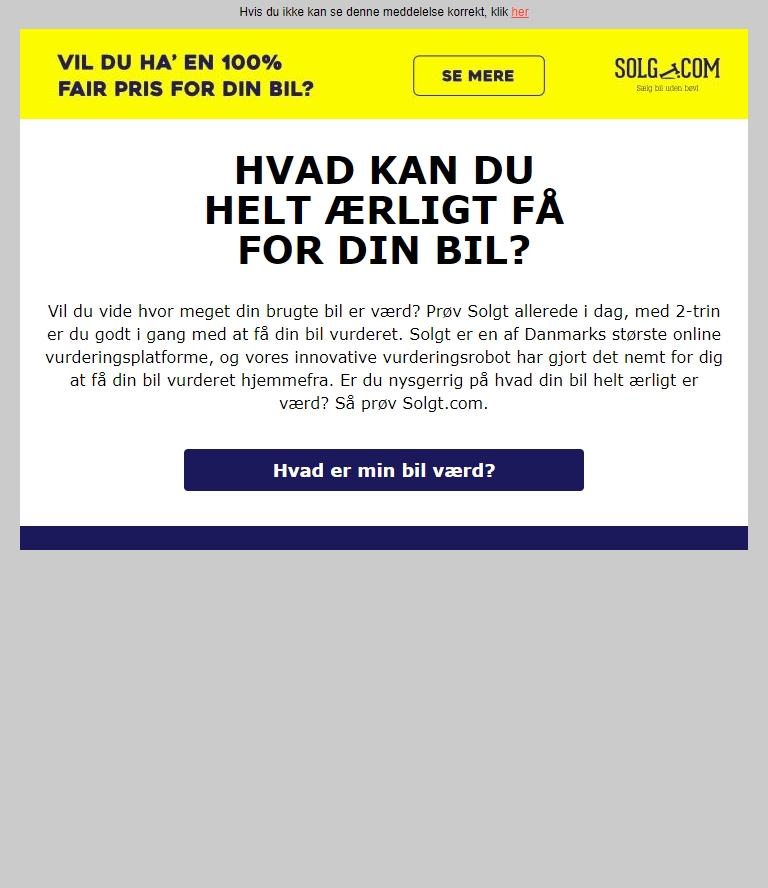 Hvis du ikke kan se denne meddelelse korrekt, klik her
VIL DU HA' EN 100%
FAIR PRIS FOR DIN BIL?
SE MERE
SOLGT.COM
Sælg bil uden bøvl
HVAD KAN DU
HELT ÆRLIGT FÅ
FOR DIN BIL?
Vil du vide hvor meget din brugte bil er værd? Prøv Solgt allerede i dag, med 2-trin
er du godt i gang med at få din bil vurderet. Solgt er en af Danmarks største online
vurderingsplatforme, og vores innovative vurderingsrobot har gjort det nemt for dig
at få din bil vurderet hjemmefra. Er du nysgerrig på hvad din bil helt ærligt er
værd? Så prøv Solgt.com.
Hvad er min bil værd?